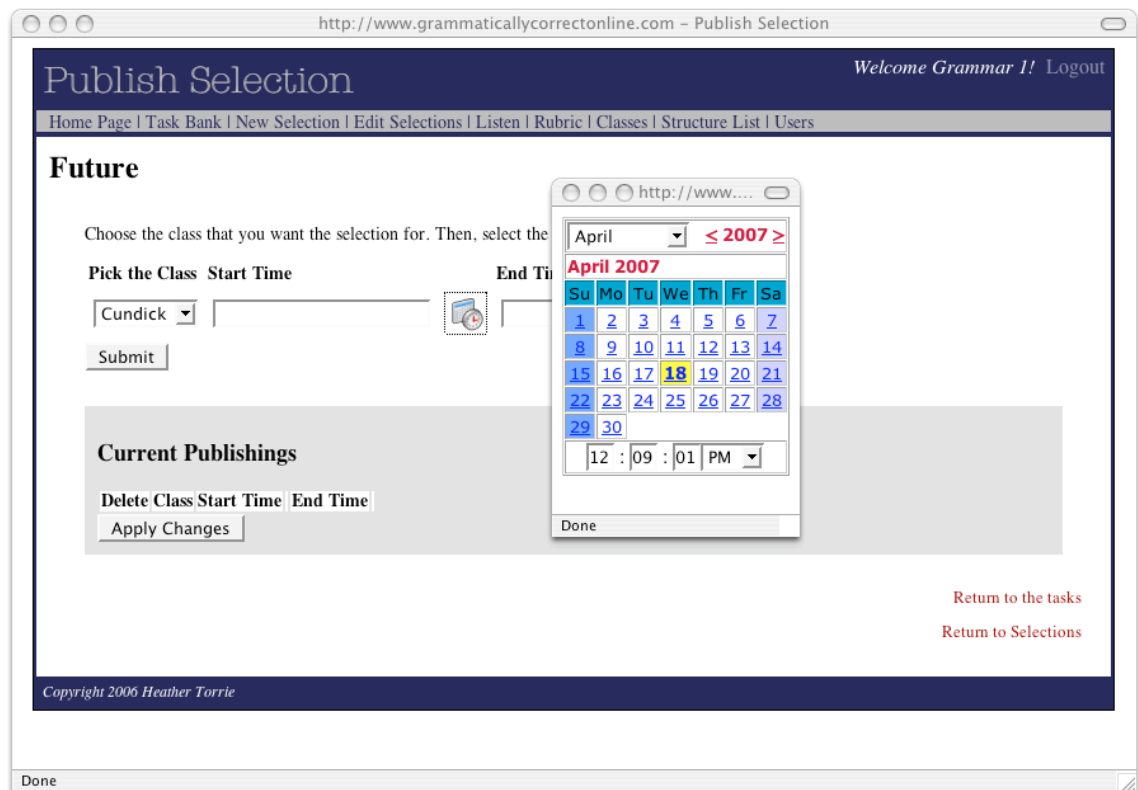 http://www.grammaticallycorrectonline.com – Publish Selection
Publish Selection
Welcome Grammar 1! Logout
Home Page | Task Bank | New Selection | Edit Selections | Listen | Rubric | Classes | Structure List | Users
Future
Choose the class that you want the selection for. Then, select the
Pick the Class Start Time End Ti
Cundick
Submit
Current Publishings
Delete Class Start Time End Time
Apply Changes
http://www....
April < 2007 >
April 2007
Su Mo Tu We Th Fr Sa
1 2 3 4 5 6 7
8 9 10 11 12 13 14
15 16 17 18 19 20 21
22 23 24 25 26 27 28
29 30
12 : 09 : 01 PM
Done
Return to the tasks
Return to Selections
Copyright 2006 Heather Torrie
Done